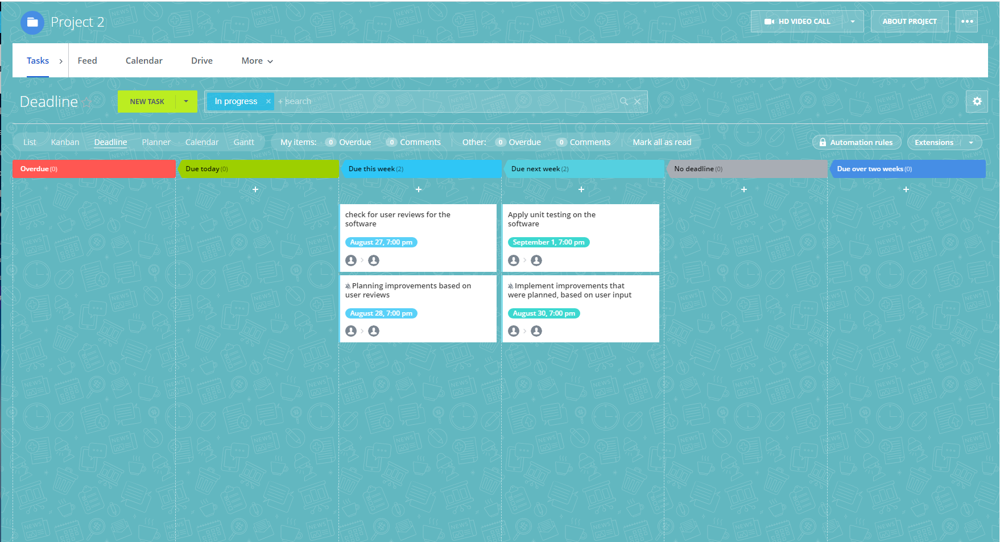 Project 2
HD VIDEO CALL
ABOUT PROJECT
Tasks
Feed
Calendar
Drive
More
Deadline
NEW TASK
In progress
+ search
List
Kanban
Deadline
Planner
Calendar
Gantt
My items:
0 Overdue
0 Comments
Other:
0 Overdue
0 Comments
Mark all as read
Automation rules
Extensions
Overdue (0)
Due today (0)
Due this week (2)
Due next week (2)
No deadline (0)
Due over two weeks (0)
+
+
+
+
+
check for user reviews for the
software
August 27, 7:00 pm
Planning improvements based on
user reviews
August 28, 7:00 pm
Apply unit testing on the
software
September 1, 7:00 pm
Implement improvements that
were planned, based on user input
August 30, 7:00 pm